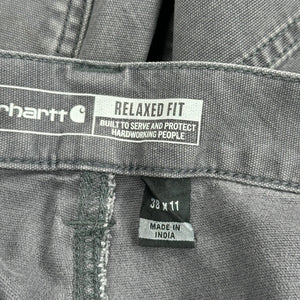 rhartt
RELAXED FIT
BUILT TO SERVE AND PROTECT
HARDWORKING PEOPLE
38 x 11
MADE IN
INDIA